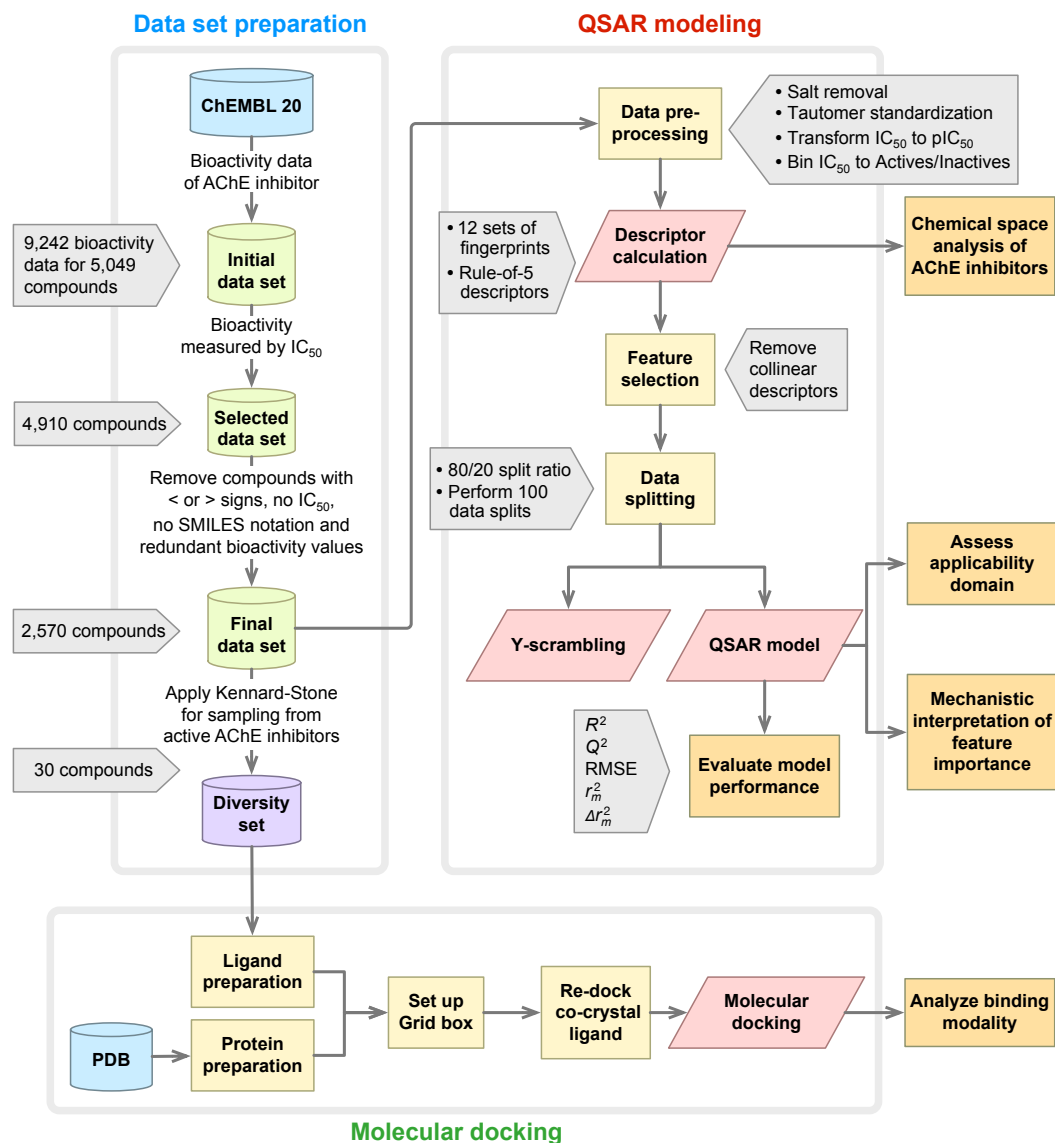 Data set preparation
ChEMBL 20
Bioactivity data
of AChE inhibitor
9,242 bioactivity
data for 5,049
compounds
Initial
data set
Bioactivity
measured by IC₅₀
4,910 compounds
Selected
data set
Remove compounds with
< or > signs, no IC₅₀,
no SMILES notation and
redundant bioactivity values
2,570 compounds
Final
data set
Apply Kennard-Stone
for sampling from
active AChE inhibitors
30 compounds
Diversity
set
QSAR modeling
Data pre-
processing
• Salt removal
• Tautomer standardization
• Transform IC₅₀ to pIC₅₀
• Bin IC₅₀ to Actives/Inactives
• 12 sets of
fingerprints
• Rule-of-5
descriptors
Descriptor
calculation
Chemical space
analysis of
AChE inhibitors
Feature
selection
Remove
collinear
descriptors
• 80/20 split ratio
• Perform 100
data splits
Data
splitting
Y-scrambling
QSAR model
Assess
applicability
domain
Mechanistic
interpretation of
feature
importance
R²
Q²
RMSE
r²ₘ
Δr²ₘ
Evaluate model
performance
Ligand
preparation
PDB
Protein
preparation
Set up
Grid box
Re-dock
co-crystal
ligand
Molecular
docking
Analyze binding
modality
Molecular docking